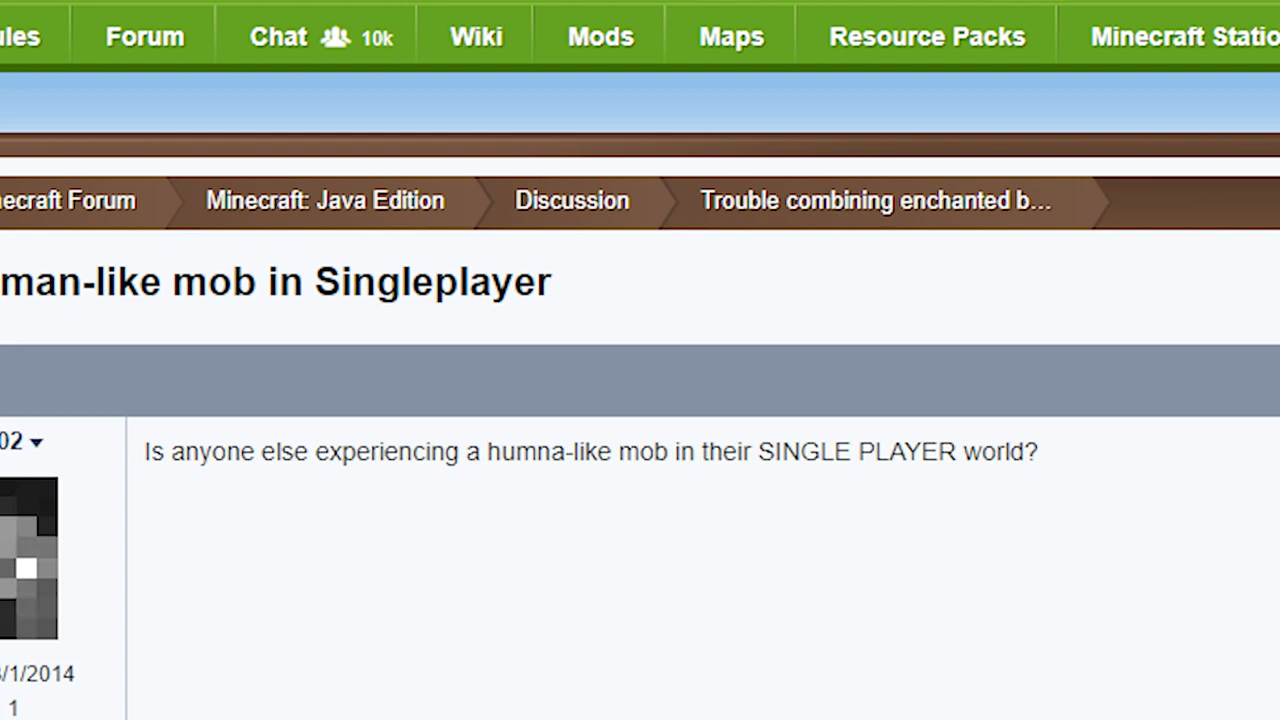 ules Forum Chat 10k Wiki Mods Maps Resource Packs Minecraft Statio
ecraft Forum Minecraft: Java Edition Discussion Trouble combining enchanted b...
man-like mob in Singleplayer
02
Is anyone else experiencing a humna-like mob in their SINGLE PLAYER world?
/1/2014
1